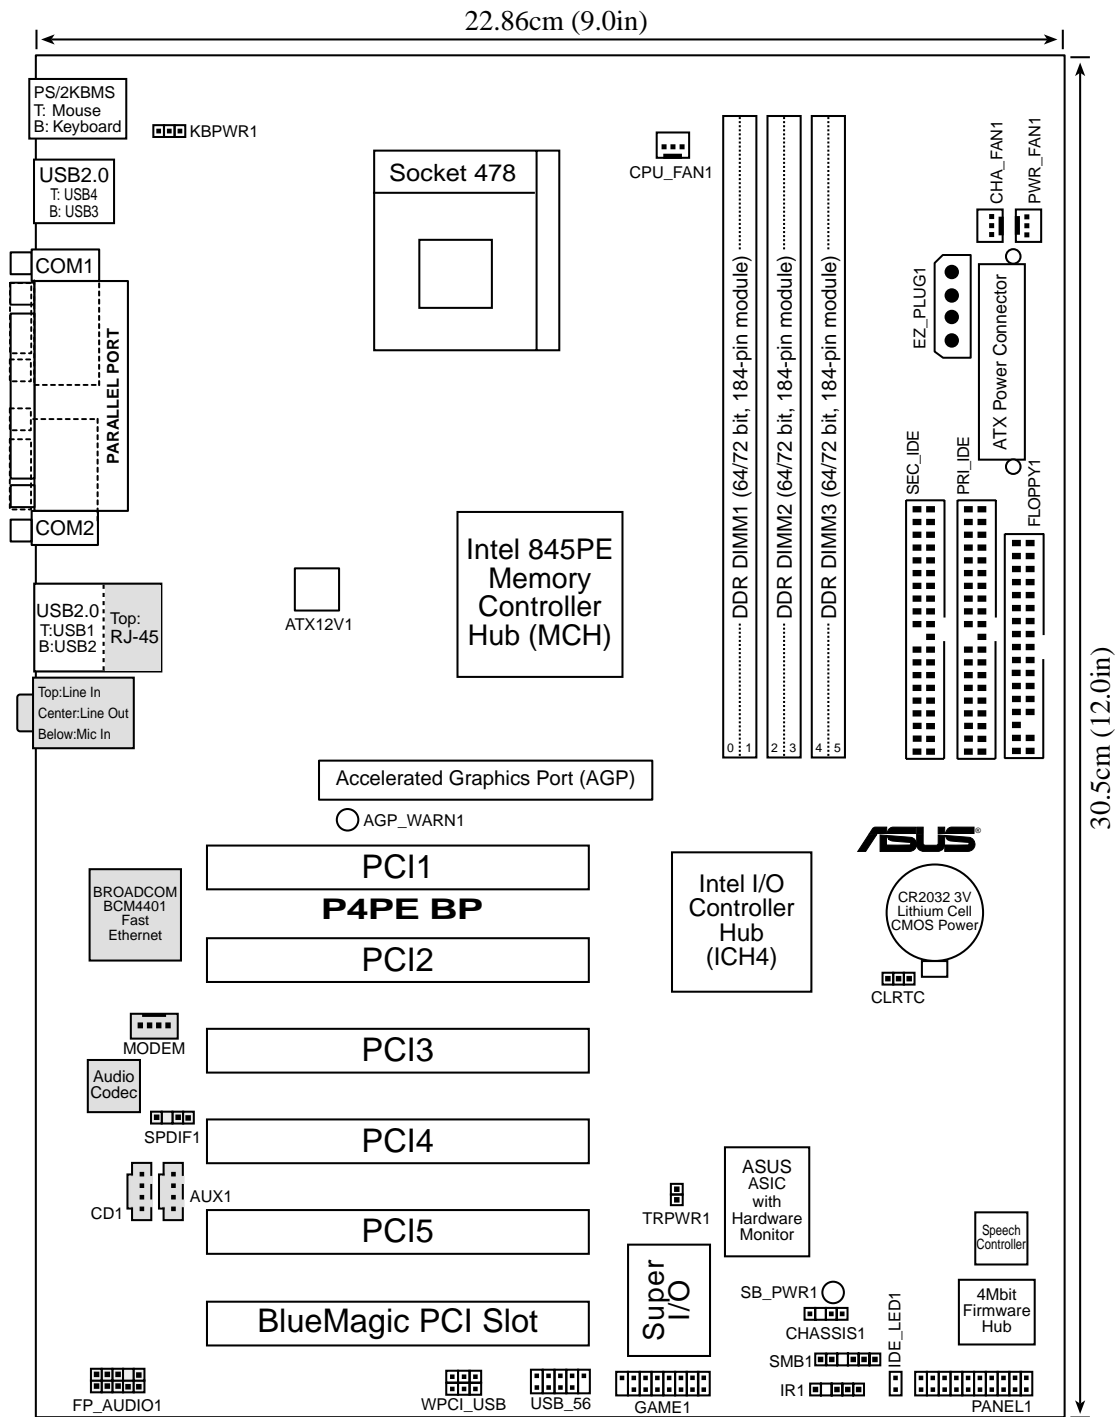 22.86cm (9.0in)
PS/2KBMS
T: Mouse
B: Keyboard
KBPWR1
USB2.0
T: USB4
B: USB3
COM1
PARALLEL PORT
COM2
USB2.0
T:USB1
B:USB2
Top:
RJ-45
Top:Line In
Center:Line Out
Below:Mic In
Socket 478
CPU_FAN1
CHA_FAN1
PWR_FAN1
EZ_PLUG1
ATX Power Connector
DDR DIMM1 (64/72 bit, 184-pin module)
DDR DIMM2 (64/72 bit, 184-pin module)
DDR DIMM3 (64/72 bit, 184-pin module)
0 1
2 3
4 5
SEC_IDE
PRI_IDE
FLOPPY1
Intel 845PE
Memory
Controller
Hub (MCH)
ATX12V1
30.5cm (12.0in)
Accelerated Graphics Port (AGP)
AGP_WARN1
PCI1
P4PE BP
PCI2
PCI3
PCI4
PCI5
BlueMagic PCI Slot
BROADCOM
BCM4401
Fast
Ethernet
MODEM
Audio
Codec
SPDIF1
CD1
AUX1
Intel I/O
Controller
Hub
(ICH4)
ASUS®
CR2032 3V
Lithium Cell
CMOS Power
CLRTC
TRPWR1
ASUS
ASIC
with
Hardware
Monitor
Speech
Controller
Super
I/O
SB_PWR1
CHASSIS1
4Mbit
Firmware
Hub
IDE_LED1
SMB1
IR1
FP_AUDIO1
WPCI_USB
USB_56
GAME1
PANEL1